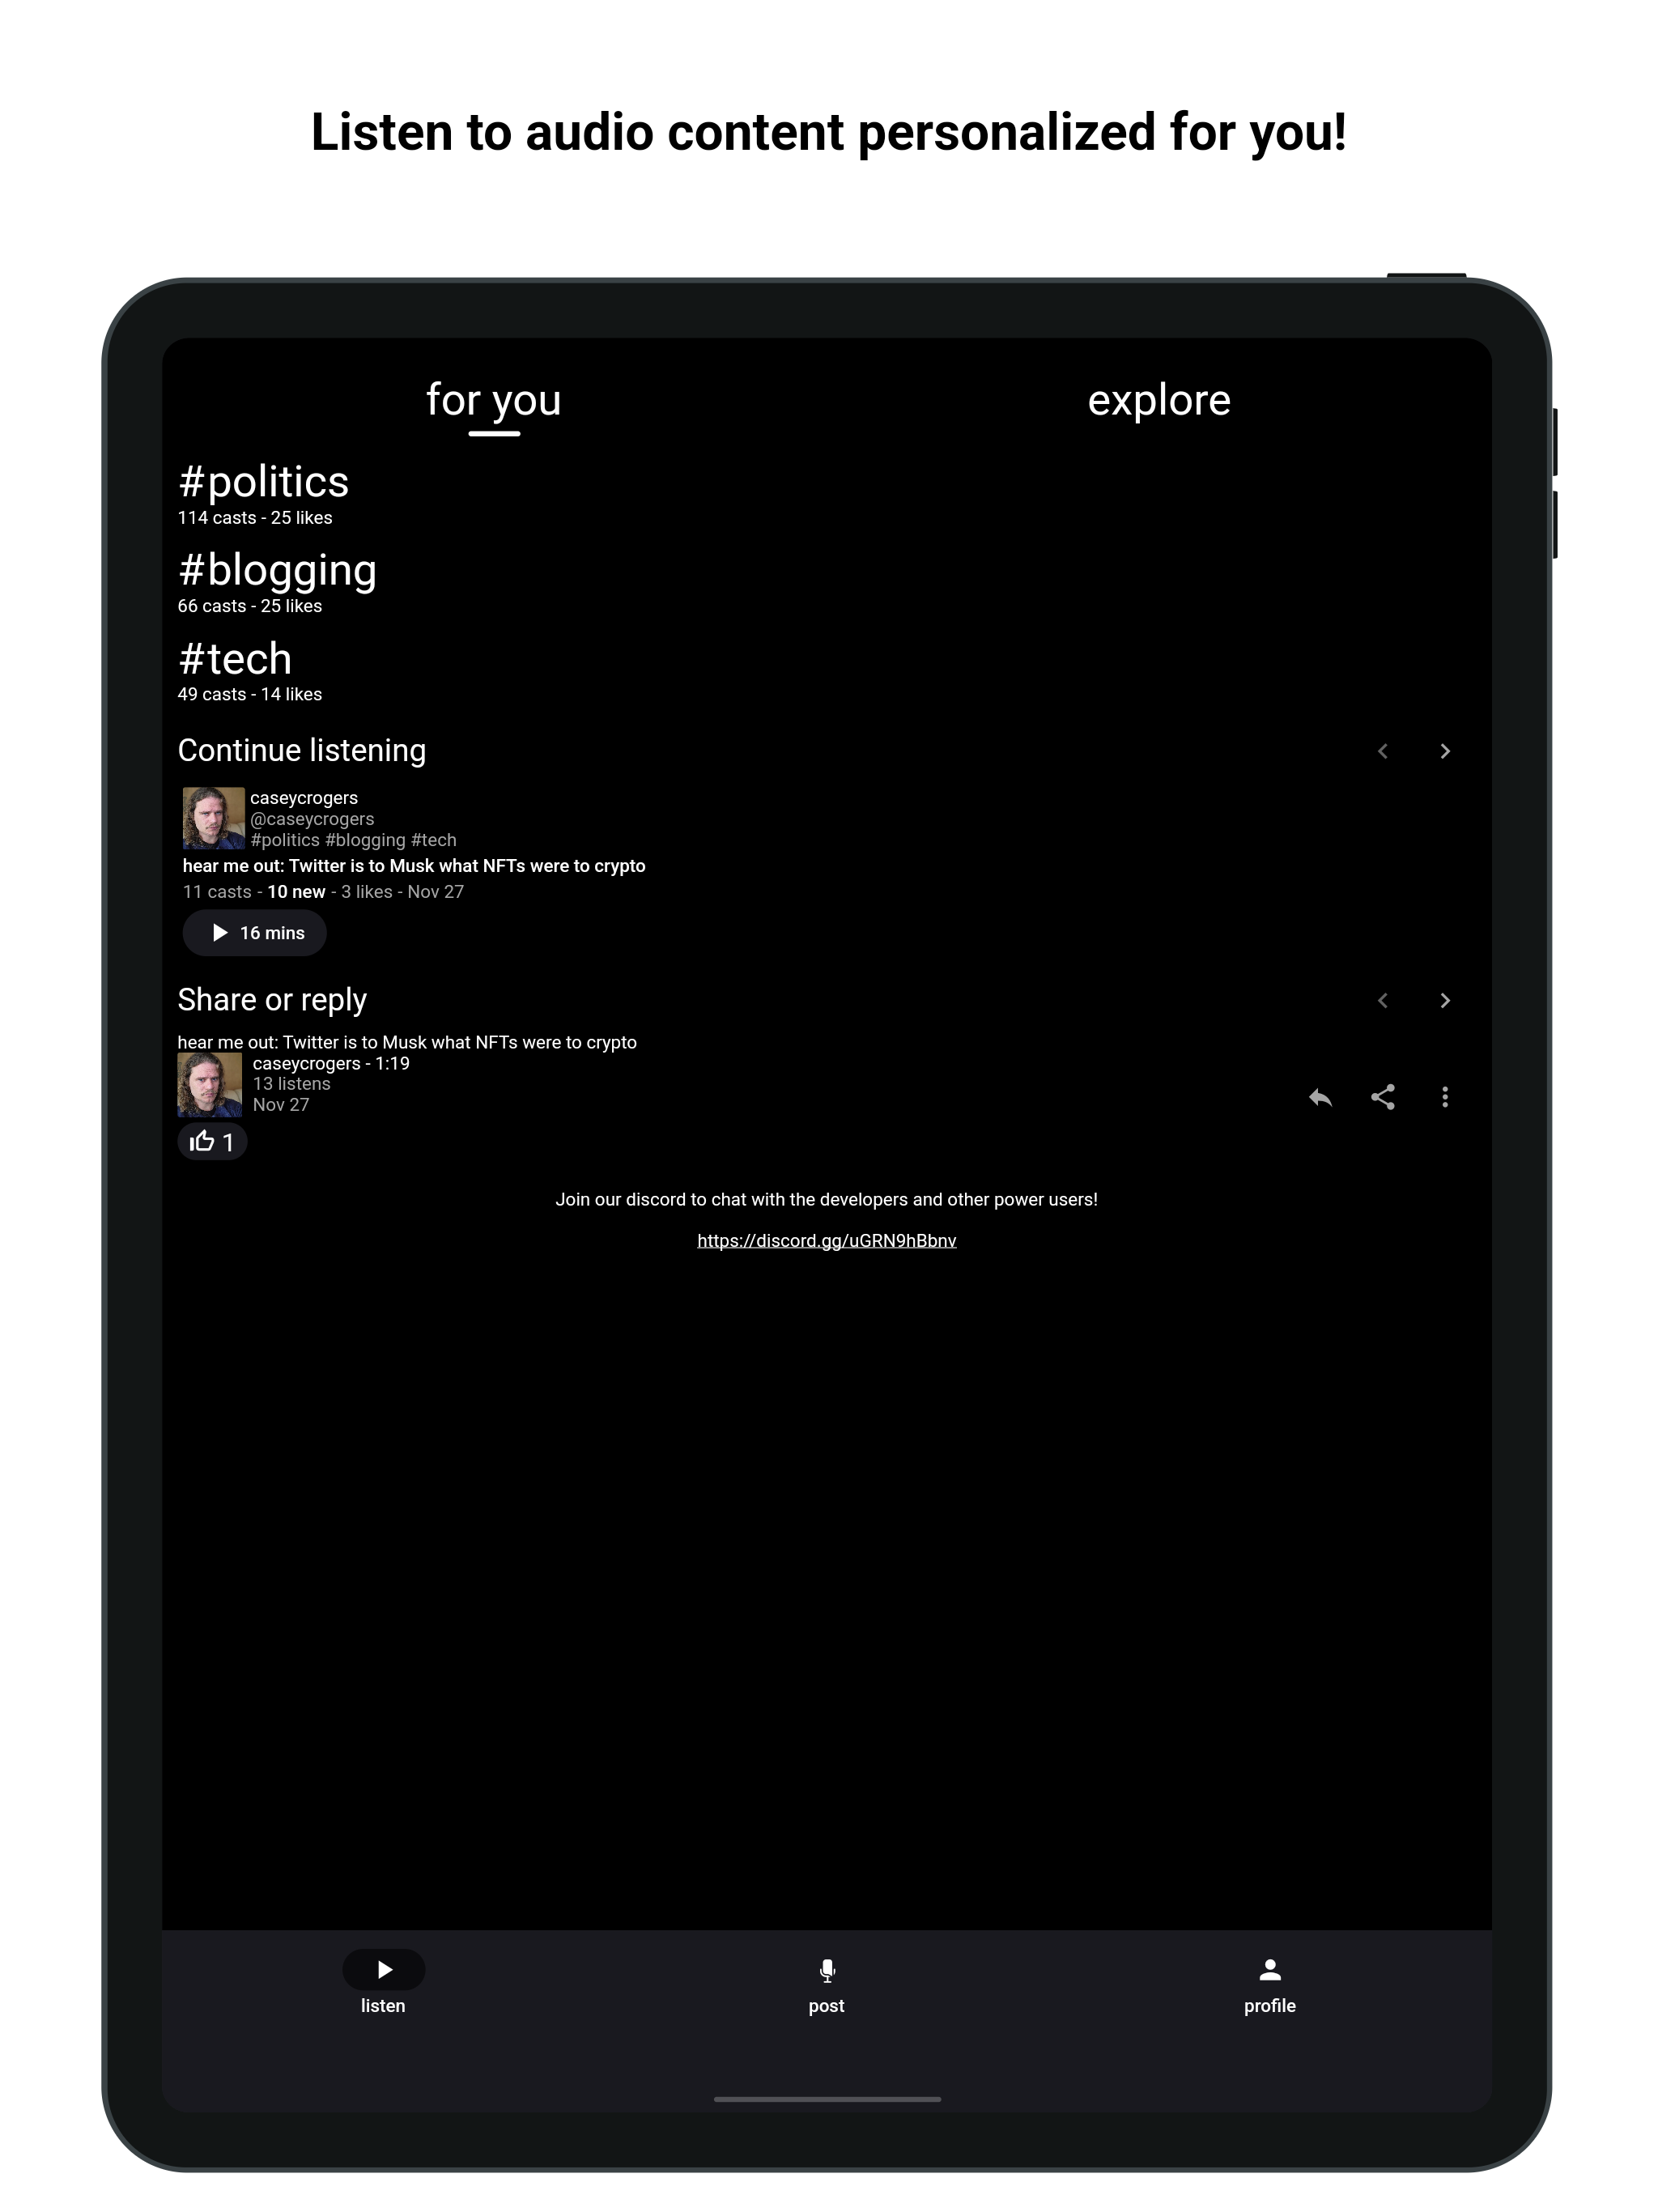 Listen to audio content personalized for you!
for you
explore
#politics
114 casts - 25 likes
#blogging
66 casts - 25 likes
#tech
49 casts - 14 likes
Continue listening
caseycrogers
@caseycrogers
#politics #blogging #tech
hear me out: Twitter is to Musk what NFTs were to crypto
11 casts - 10 new - 3 likes - Nov 27
16 mins
Share or reply
hear me out: Twitter is to Musk what NFTs were to crypto
caseycrogers - 1:19
13 listens
Nov 27
1
Join our discord to chat with the developers and other power users!
https://discord.gg/uGRN9hBbnv
listen
post
profile